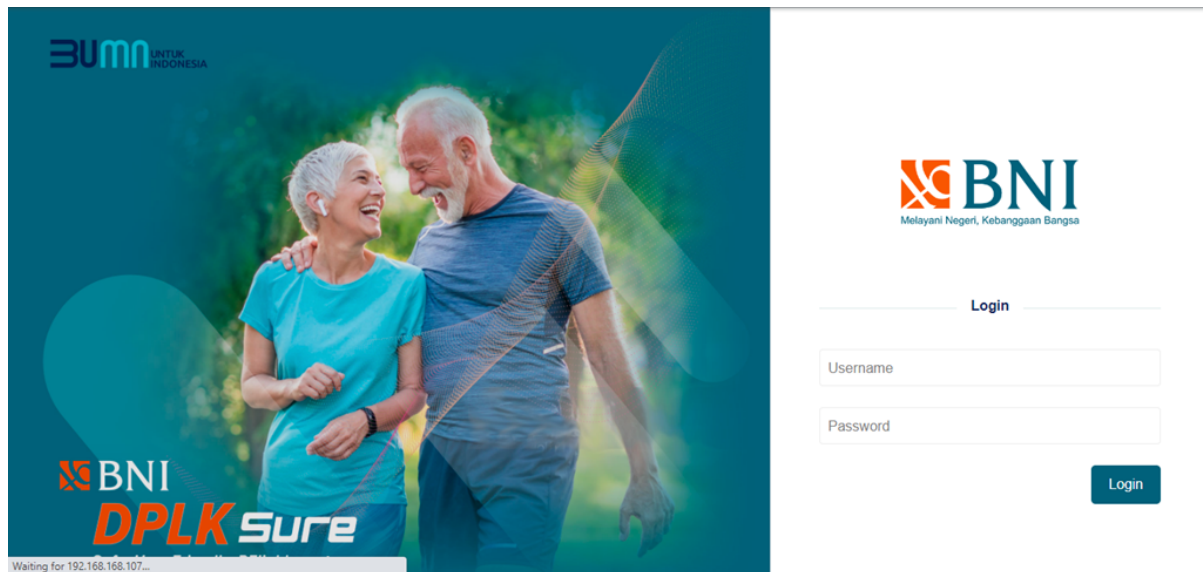 BUMN UNTUK
INDONESIA
BNI
DPLK Sure
Waiting for 192.168.168.107...
BNI
Melayani Negeri, Kebanggaan Bangsa
Login
Username
Password
Login